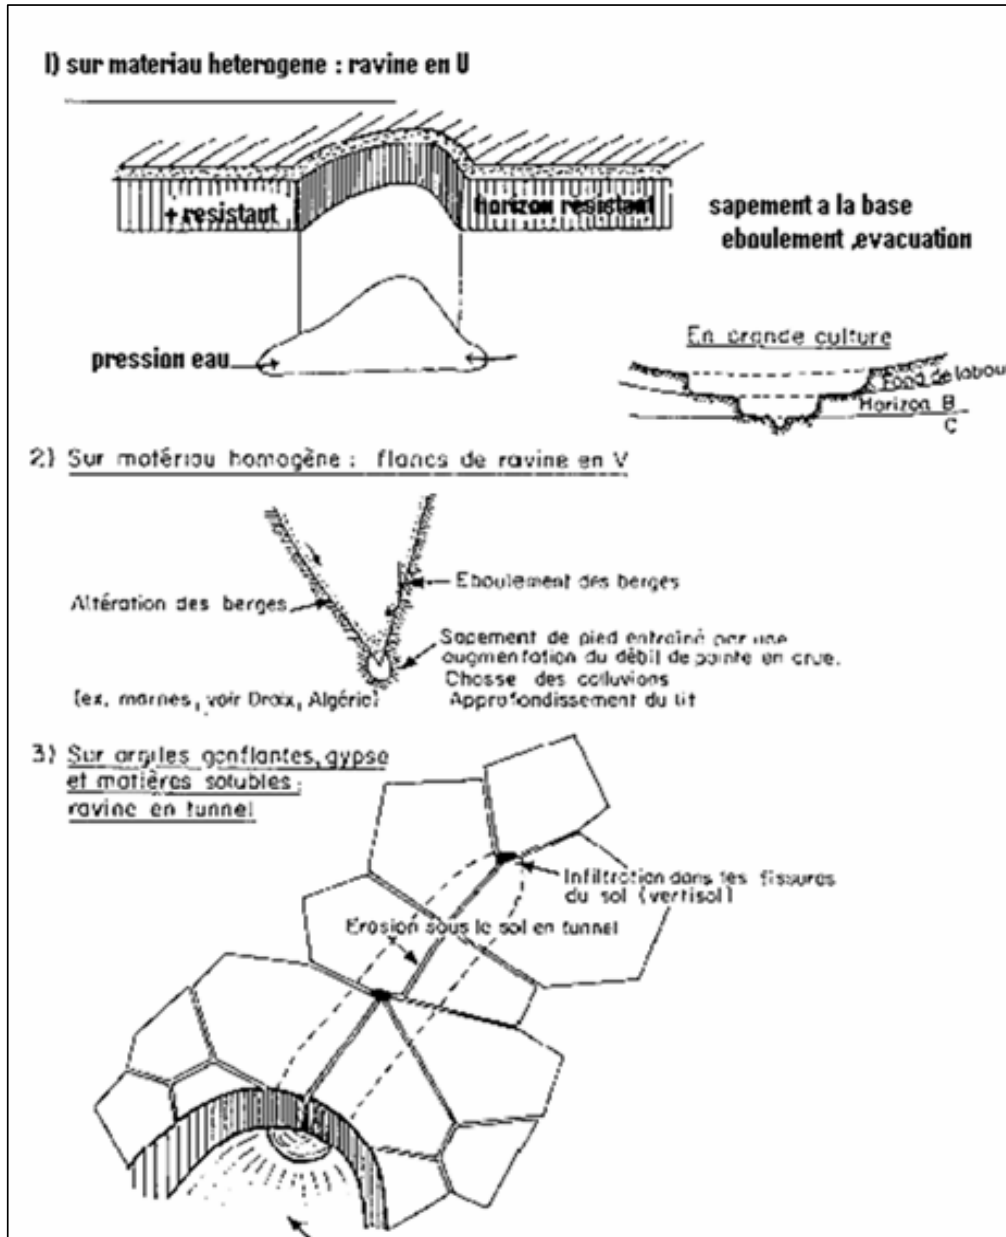 1) sur materiau heterogene : ravine en U
+ resistant
horizon resistant
sapement a la base
eboulement ,evacuation
pression eau
En grande culture
Fond de labour
Horizon B
C
2) Sur matériau homogène : flancs de ravine en V
Altération des berges
Eboulement des berges
Sapement de pied entraîné par une
augmentation du débit de pointe en crue.
Chasse des colluvions
Approfondissement du lit
(ex. marnes, voir Draix, Algérie)
3) Sur argiles gonflantes, gypse
et matières solubles :
ravine en tunnel
Infiltration dans les fissures
du sol (vertisol)
Erosion sous le sol en tunnel